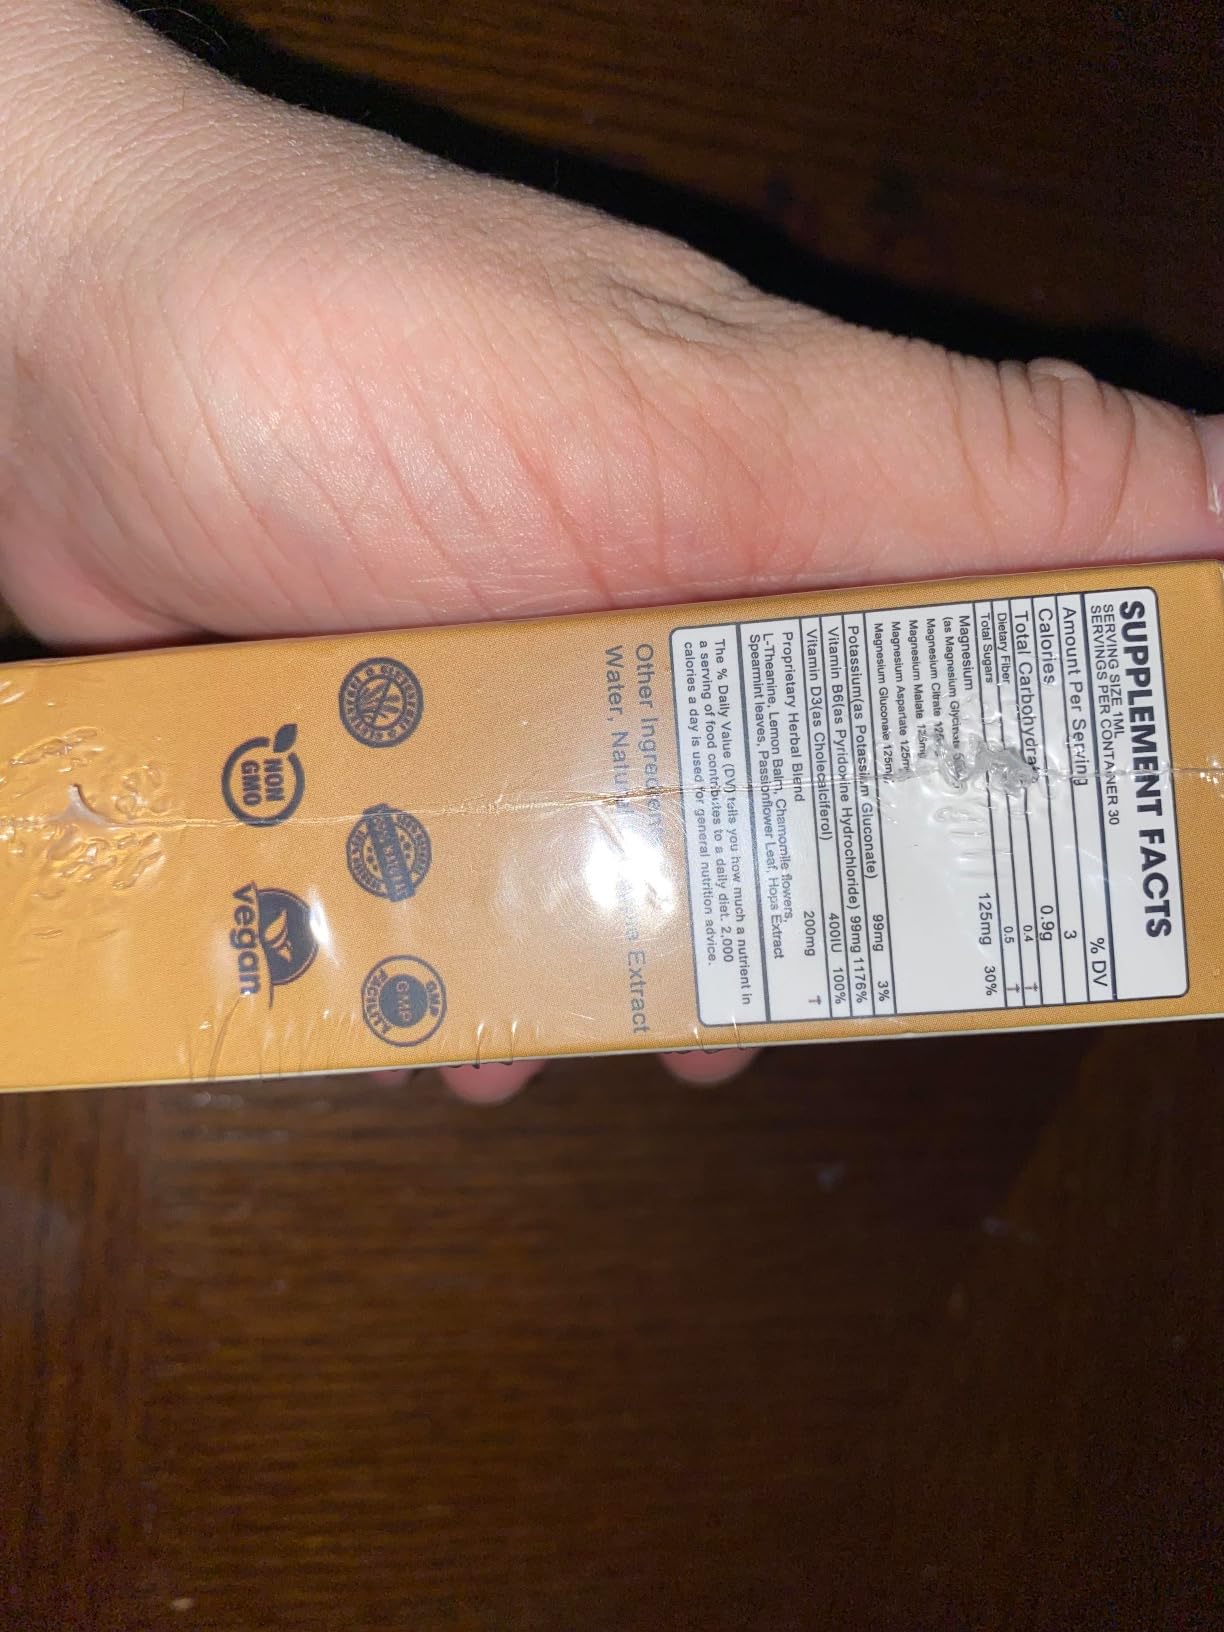 SUPPLEMENT FACTS
SERVING SIZE 1ML
SERVINGS PER CONTAINER 30
Amount Per Serving % DV
Calories 3
Total Carbohydrate 0.9g
Dietary Fiber 0.4 †
Total Sugars 0.5 †
Magnesium 125mg 30%
(as Magnesium Glycinate
Magnesium Citrate
Magnesium Malate 125mg
Magnesium Aspartate 125mg
Magnesium Gluconate 125mg
Potassium(as Potassium Gluconate) 99mg 3%
Vitamin B6(as Pyridoxine Hydrochloride) 99mg 1176%
Vitamin D3(as Cholecalciferol) 400IU 100%
Proprietary Herbal Blend 200mg †
L-Theanine, Lemon Balm, Chamomile flowers,
Spearmint leaves, Passionflower Leaf, Hops Extract
The % Daily Value (DV) tells you how much a nutrient in
a serving of food contributes to a daily diet. 2,000
calories a day is used for general nutrition advice.
Other Ingredien
Water, Natural Extract
GMP
GMP
FACILITY
NON
GMO
vegan